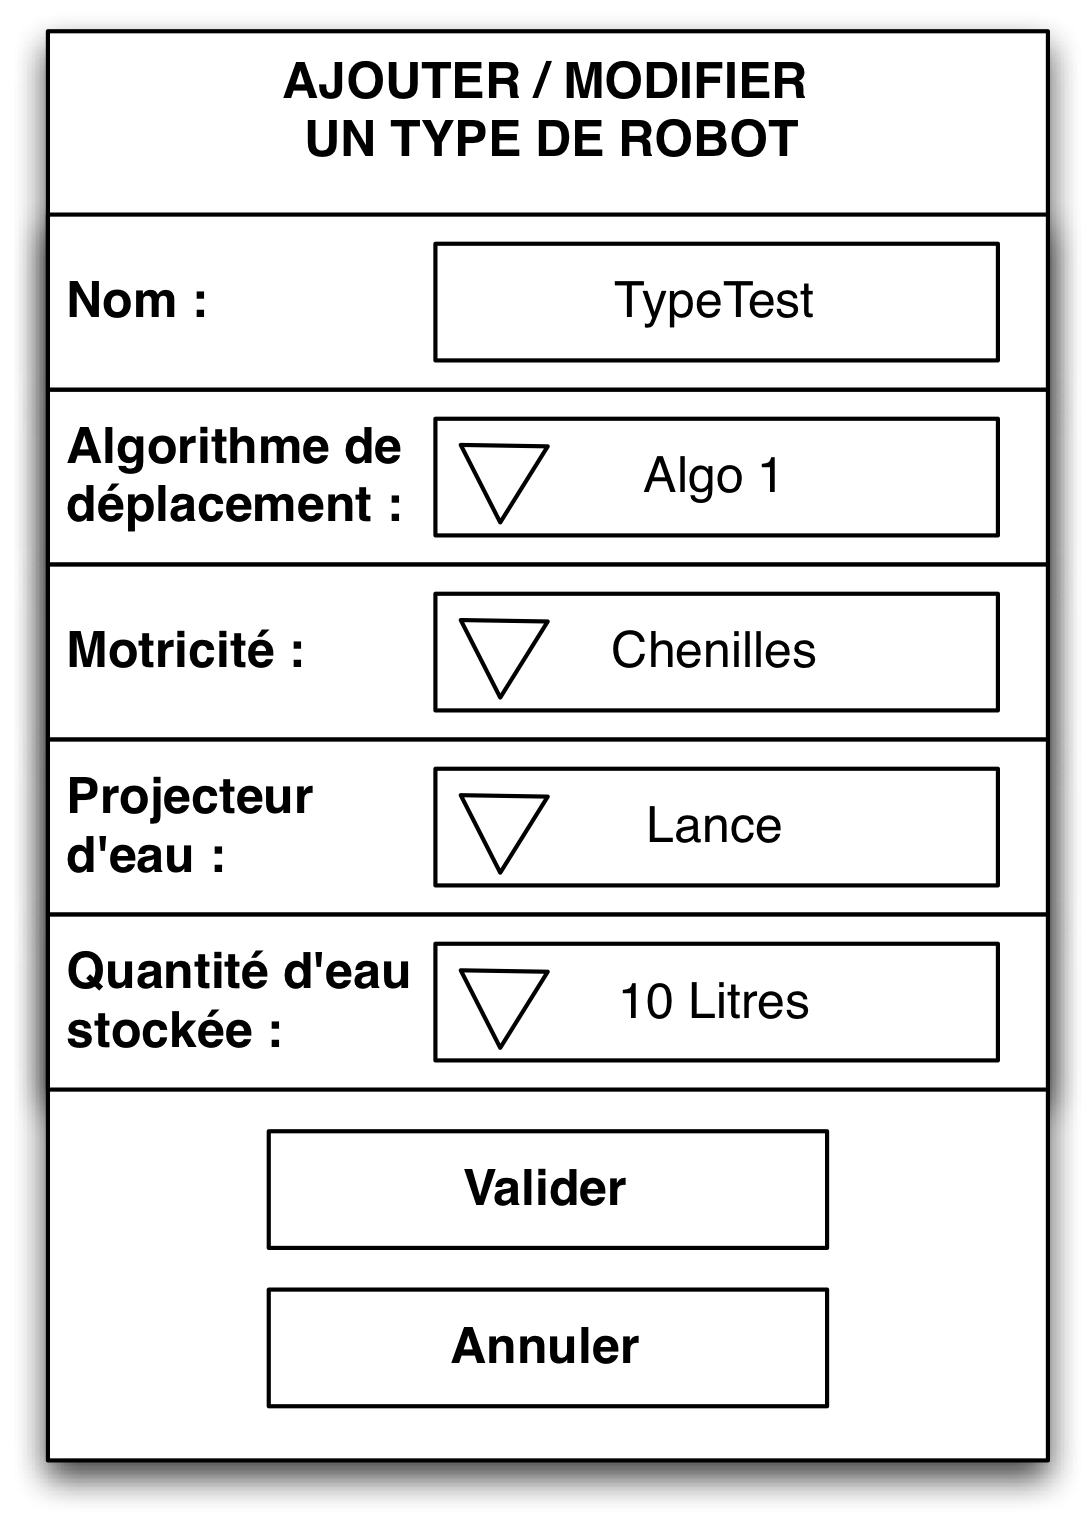 AJOUTER / MODIFIER
UN TYPE DE ROBOT
Nom :
TypeTest
Algorithme de
déplacement :
Algo 1
Motricité :
Chenilles
Projecteur
d'eau :
Lance
Quantité d'eau
stockée :
10 Litres
Valider
Annuler